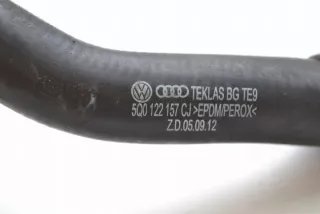 TEKLAS BG TE9
5Q0 122 157 CJ >EPDM/PEROX<
Z.D.05.09.12